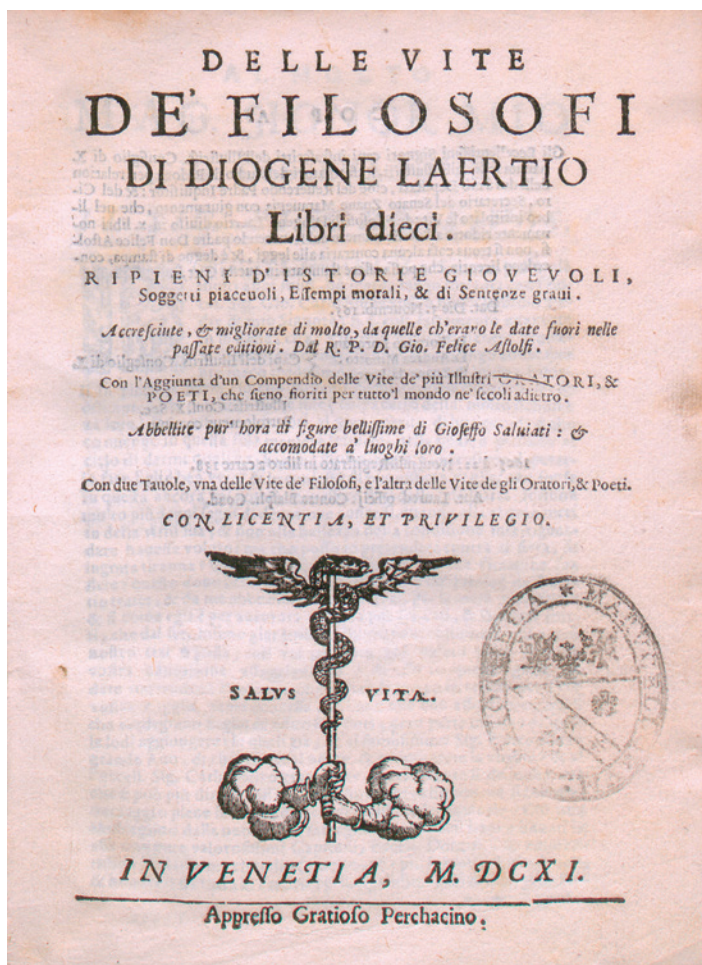 DELLE VITE
DE' FILOSOFI
DI DIOGENE LAERTIO
Libri dieci.
RIPIENI D'ISTORIE GIOVEVOLI,
Soggetti piaceuoli, Essempi morali, & di Sentenze graui.
Accresciute, & migliorate di molto, da quelle ch'erano le date fuori nelle
passate editioni. Dal R. P. D. Gio. Felice Astolfi.
Con l'Aggiunta d'un Compendio delle Vite de' più Illustri ORATORI, &
POETI, che sieno fioriti per tutto'l mondo ne' secoli adietro.
Abbellite pur' hora di figure bellissime di Gioseffo Saluiati: &
accomodate a' luoghi loro.
Con due Tauole, vna delle Vite de' Filosofi, e l'altra delle Vite de gli Oratori, & Poeti.
CON LICENTIA, ET PRIVILEGIO.
SALVS VITA.
IN VENETIA, M. DCXI.
Appresso Gratioso Perchacino.